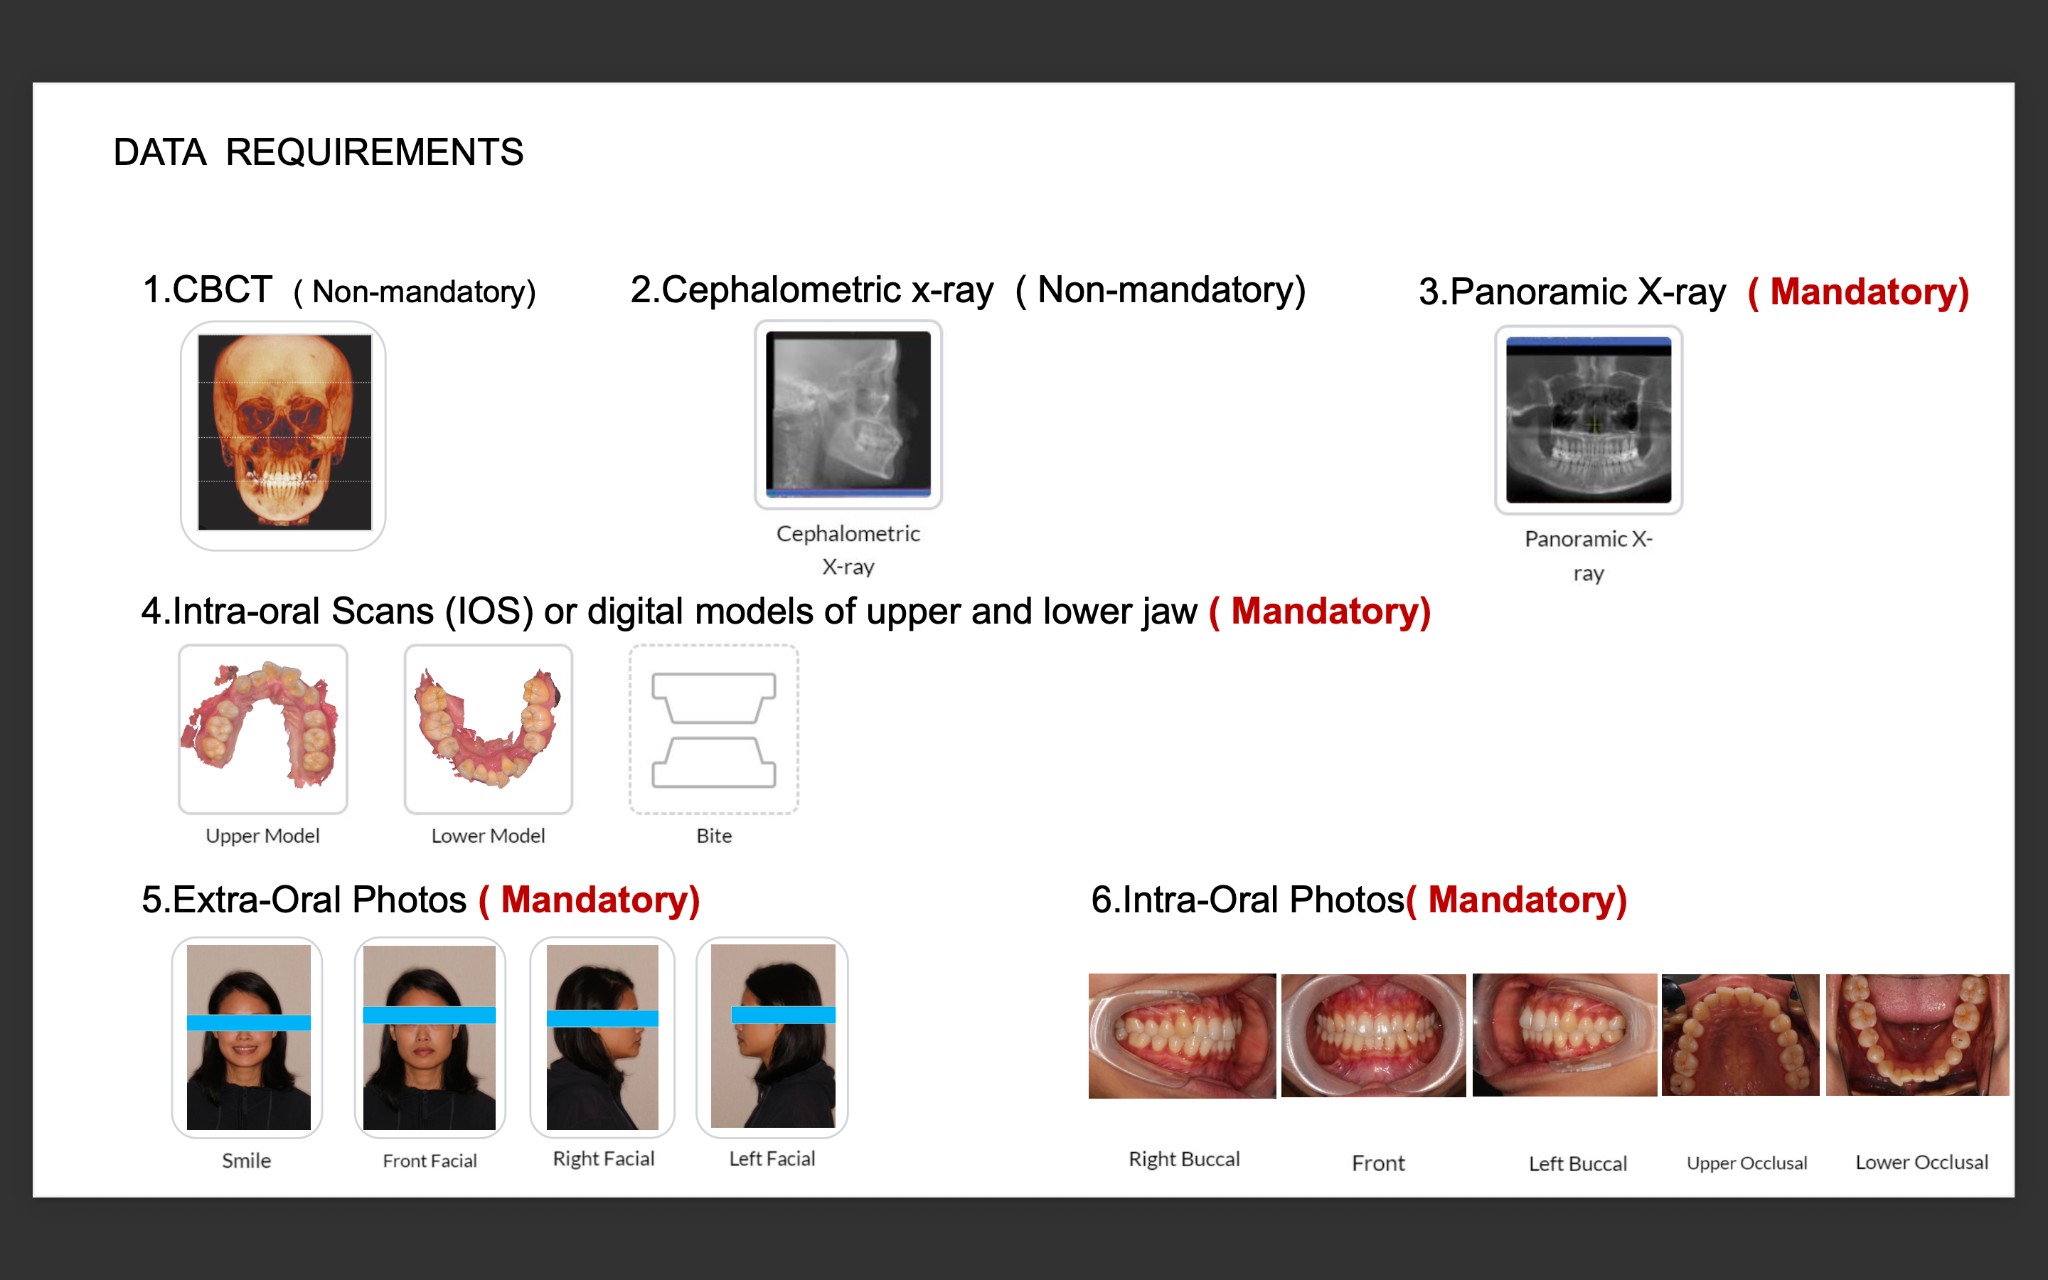 DATA  REQUIREMENTS
1.CBCT  ( Non-mandatory)
2.Cephalometric x-ray  ( Non-mandatory)
3.Panoramic X-ray  ( Mandatory)
Cephalometric
X-ray
Panoramic X-
ray
4.Intra-oral Scans (IOS) or digital models of upper and lower jaw ( Mandatory)
Upper Model
Lower Model
Bite
5.Extra-Oral Photos ( Mandatory)
6.Intra-Oral Photos( Mandatory)
Smile
Front Facial
Right Facial
Left Facial
Right Buccal
Front
Left Buccal
Upper Occlusal
Lower Occlusal